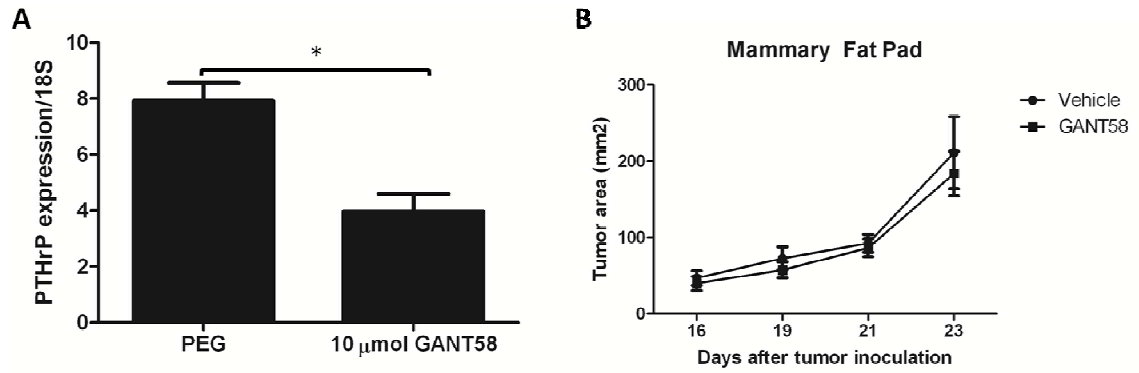 A
PTHrP expression/18S
10
8
6
4
2
0
*
PEG
10 μmol GANT58
B
Mammary Fat Pad
Tumor area (mm2)
300
200
100
0
16
19
21
23
Days after tumor inoculation
Vehicle
GANT58